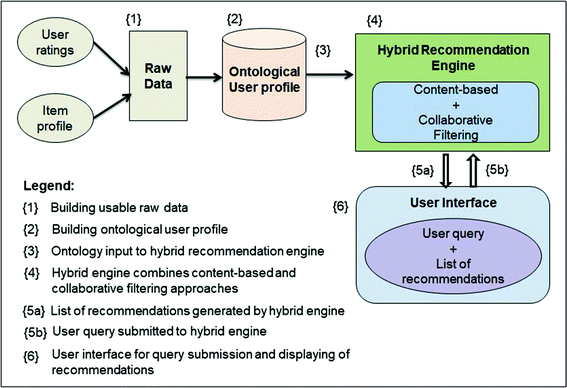 {1}
{2}
{3}
{4}
User
ratings
Item
profile
Raw
Data
Ontological
User profile
Hybrid Recommendation
Engine
Content-based
+
Collaborative
Filtering
{5a}
{5b}
{6}
User Interface
User query
+
List of
recommendations
Legend:
{1} Building usable raw data
{2} Building ontological user profile
{3} Ontology input to hybrid recommendation engine
{4} Hybrid engine combines content-based and
collaborative filtering approaches
{5a} List of recommendations generated by hybrid engine
{5b} User query submitted to hybrid engine
{6} User interface for query submission and displaying of
recommendations